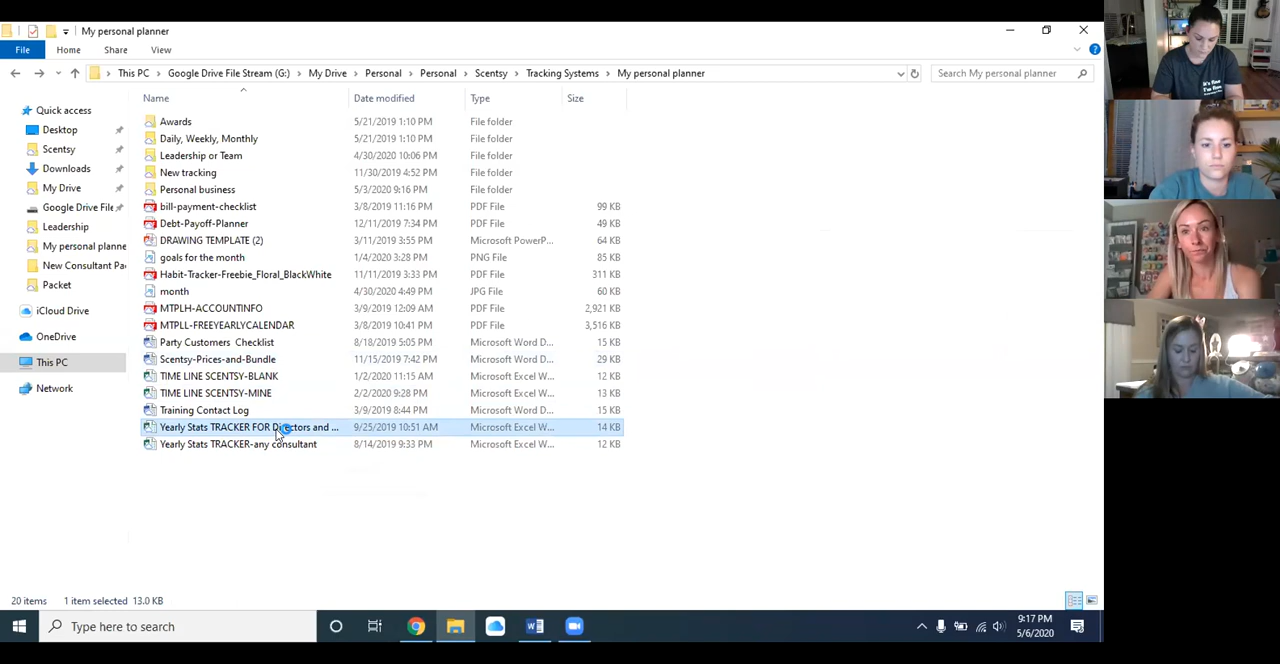 My personal planner
File Home Share View
This PC Google Drive File Stream (G:) My Drive Personal Personal Scentsy Tracking Systems My personal planner Search My personal planner
Name Date modified Type Size
Quick access
Desktop
Scentsy
Downloads
My Drive
Google Drive File
Leadership
My personal planne
New Consultant Pa
Packet
iCloud Drive
OneDrive
This PC
Network
Awards 5/21/2019 1:10 PM File folder
Daily, Weekly, Monthly 5/21/2019 1:10 PM File folder
Leadership or Team 4/30/2020 10:06 PM File folder
New tracking 11/30/2019 4:52 PM File folder
Personal business 5/3/2020 9:16 PM File folder
bill-payment-checklist 3/8/2019 11:16 PM PDF File 99 KB
Debt-Payoff-Planner 12/11/2019 7:34 PM PDF File 49 KB
DRAWING TEMPLATE (2) 3/11/2019 3:55 PM Microsoft PowerP... 64 KB
goals for the month 1/4/2020 3:28 PM PNG File 85 KB
Habit-Tracker-Freebie_Floral_BlackWhite 11/11/2019 3:33 PM PDF File 311 KB
month 4/30/2020 4:49 PM JPG File 60 KB
MTPLH-ACCOUNTINFO 3/9/2019 12:09 AM PDF File 2,921 KB
MTPLL-FREEYEARLYCALENDAR 3/8/2019 10:41 PM PDF File 3,516 KB
Party Customers Checklist 8/18/2019 5:05 PM Microsoft Word D... 15 KB
Scentsy-Prices-and-Bundle 11/15/2019 7:42 PM Microsoft Word D... 29 KB
TIME LINE SCENTSY-BLANK 1/2/2020 11:15 AM Microsoft Excel W... 12 KB
TIME LINE SCENTSY-MINE 2/2/2020 9:28 PM Microsoft Excel W... 13 KB
Training Contact Log 3/9/2019 8:44 PM Microsoft Word D... 15 KB
Yearly Stats TRACKER FOR Directors and ... 9/25/2019 10:51 AM Microsoft Excel W... 14 KB
Yearly Stats TRACKER-any consultant 8/14/2019 9:33 PM Microsoft Excel W... 12 KB
20 items 1 item selected 13.0 KB
Type here to search
9:17 PM
5/6/2020